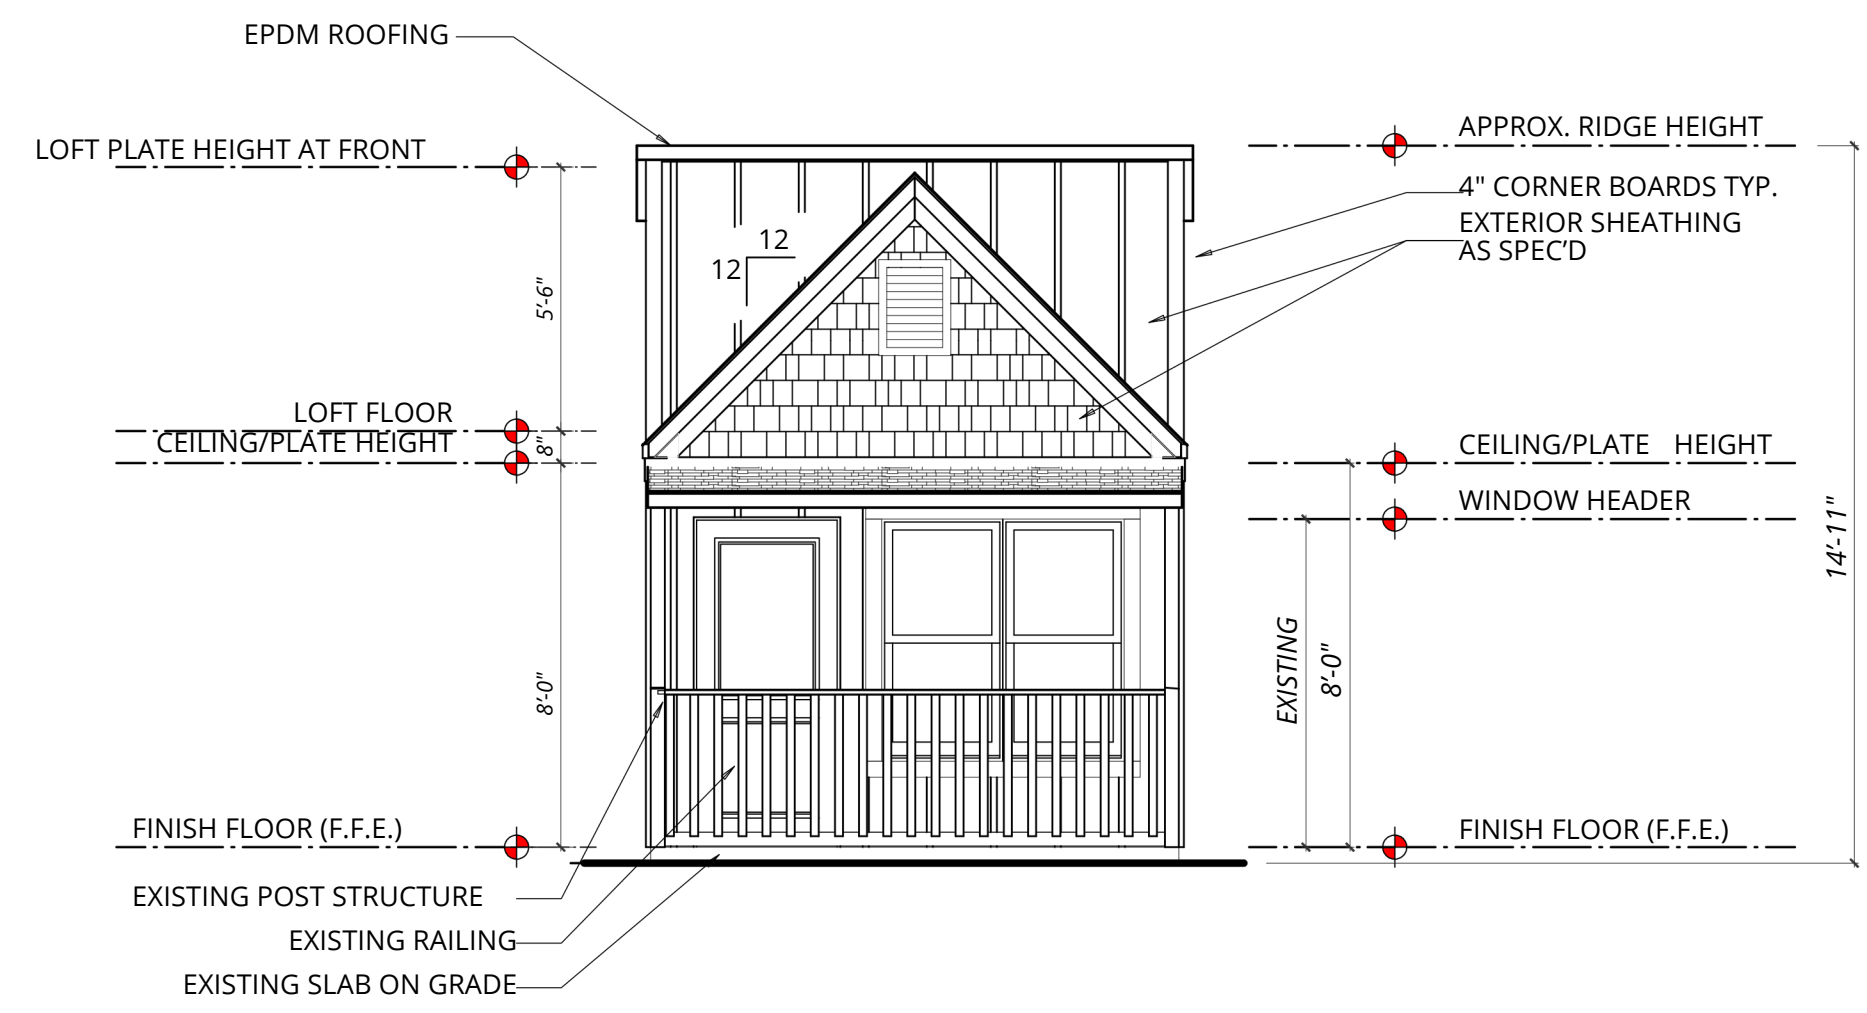 EPDM ROOFING
APPROX. RIDGE HEIGHT
LOFT PLATE HEIGHT AT FRONT
4" CORNER BOARDS TYP.
EXTERIOR SHEATHING
AS SPEC'D
12
12
5'-6"
LOFT FLOOR
CEILING/PLATE HEIGHT
8"
CEILING/PLATE HEIGHT
WINDOW HEADER
14'-11"
EXISTING
8'-0"
8'-0"
FINISH FLOOR (F.F.E.)
FINISH FLOOR (F.F.E.)
EXISTING POST STRUCTURE
EXISTING RAILING
EXISTING SLAB ON GRADE